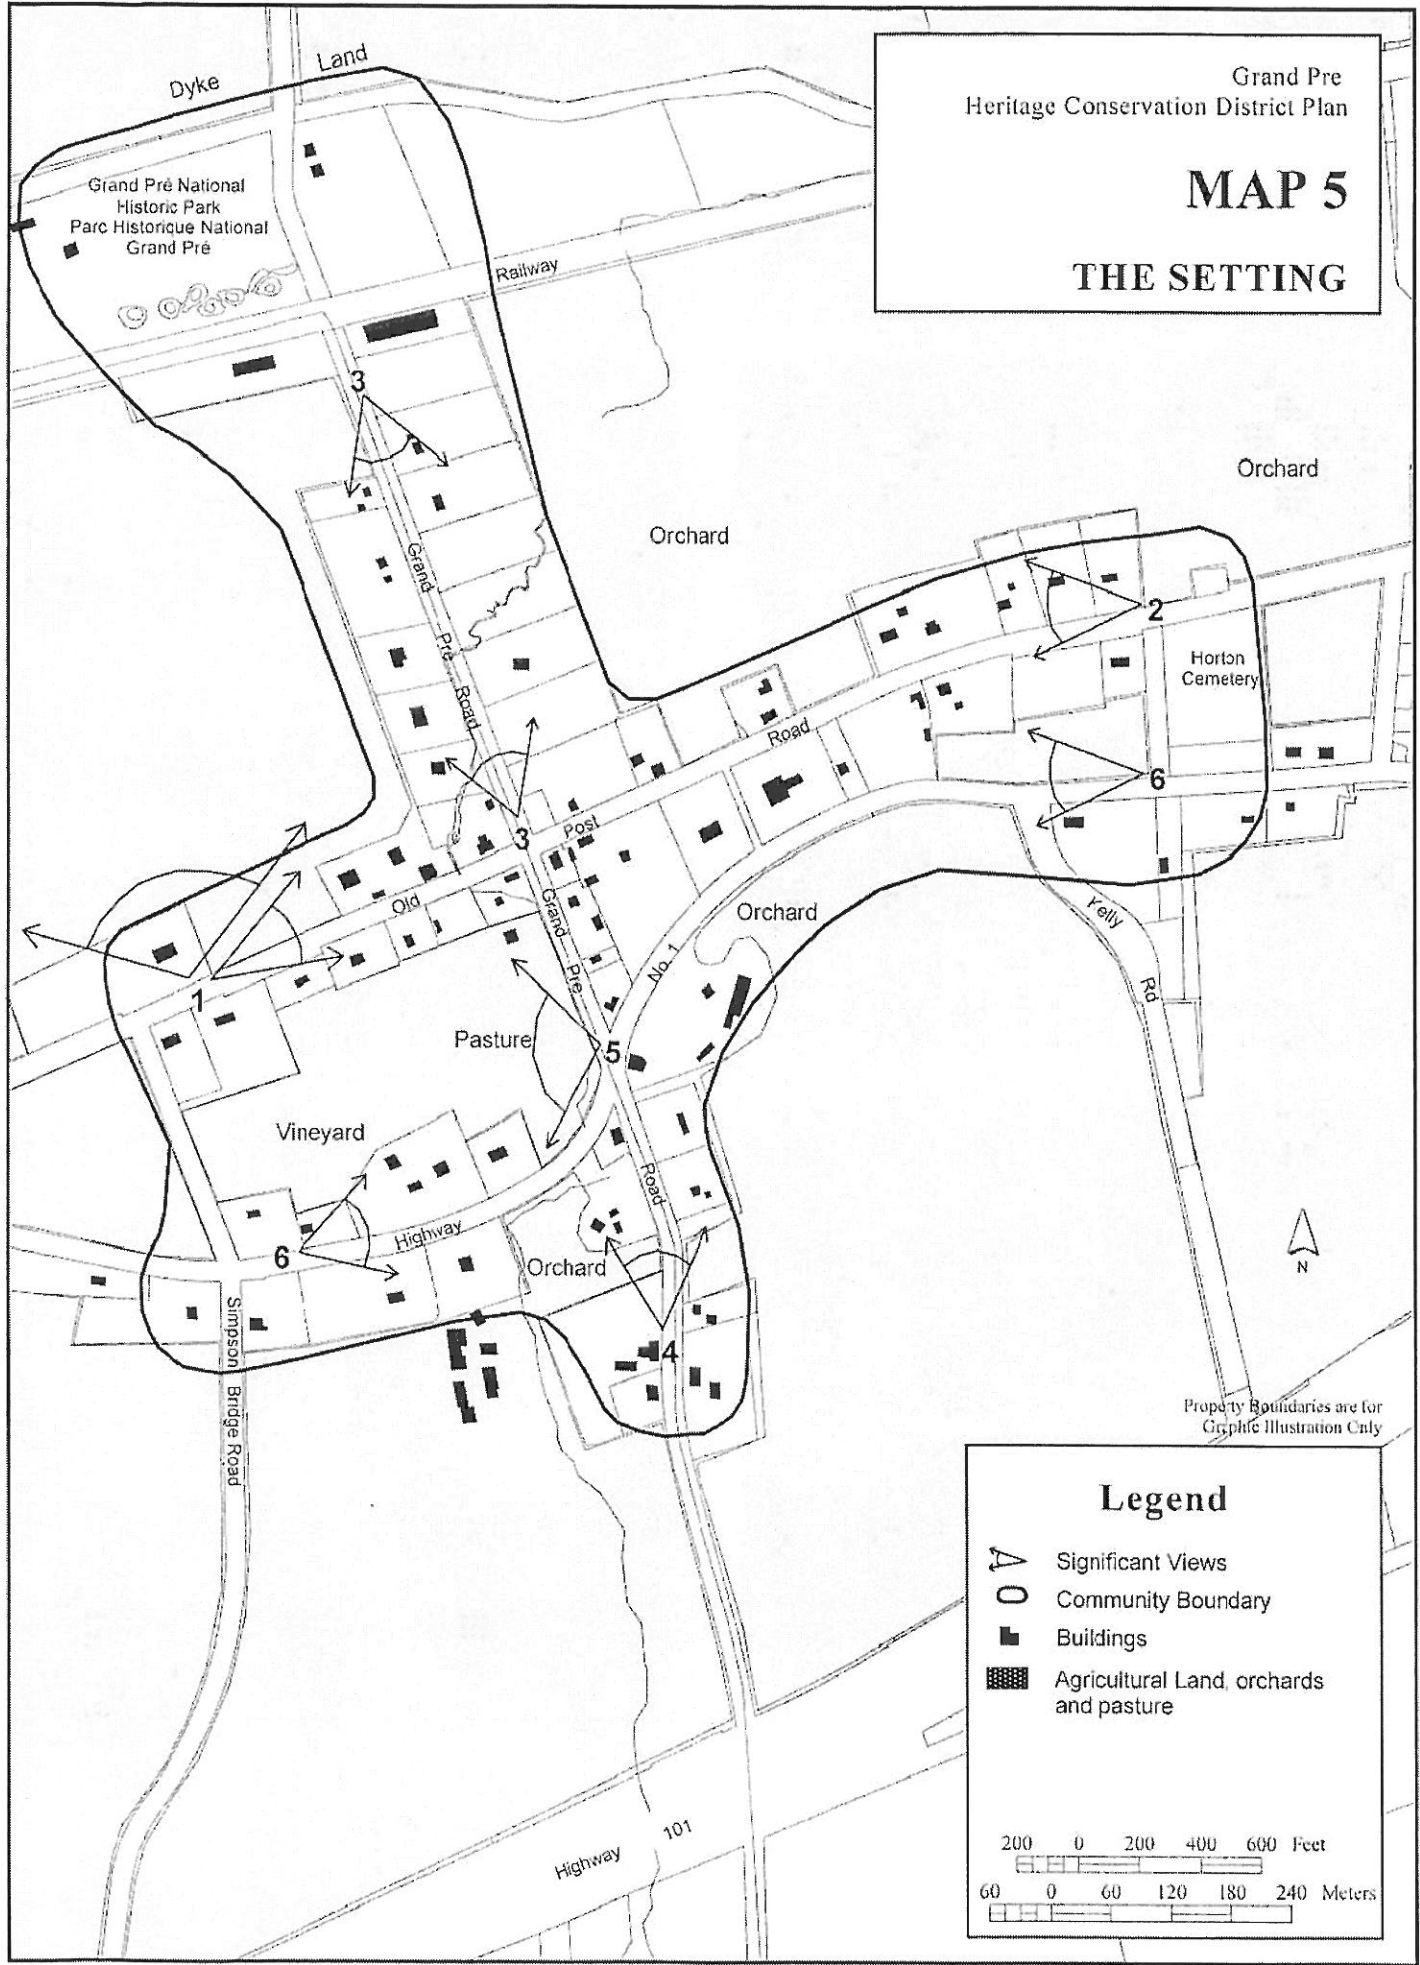 Grand Pre
Heritage Conservation District Plan
MAP 5
THE SETTING
Dyke Land
Grand Pré National
Historic Park
Parc Historique National
Grand Pré
Railway
3
Orchard
Orchard
Grand Pré Road
2
Horton
Cemetery
Road
6
3
Post
Old
Grand Pre
Orchard
No. 1
Kelly
Rd
1
Pasture
5
Vineyard
Road
Highway
6
Orchard
N
Simpson Bridge Road
4
Property Boundaries are for
Graphic Illustration Only
Legend
Significant Views
Community Boundary
Buildings
Agricultural Land, orchards
and pasture
Highway 101
200 0 200 400 600 Feet
60 0 60 120 180 240 Meters